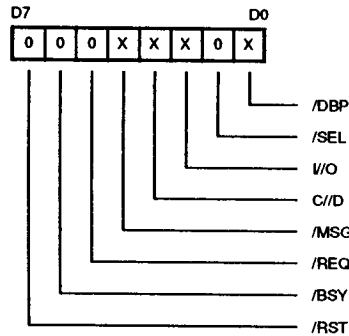 D7 D0
0 0 0 X X X 0 X
/DBP
/SEL
I//O
C//D
/MSG
/REQ
/BSY
/RST